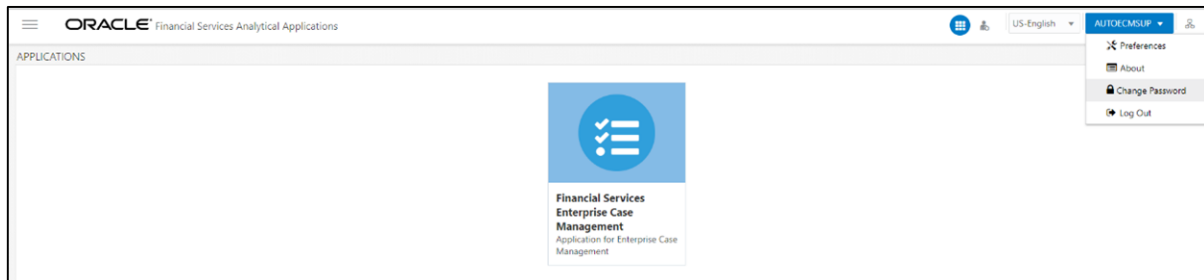 ORACLE® Financial Services Analytical Applications
US-English
AUTOECMSUP
APPLICATIONS
Preferences
About
Change Password
Log Out
Financial Services
Enterprise Case
Management
Application for Enterprise Case
Management